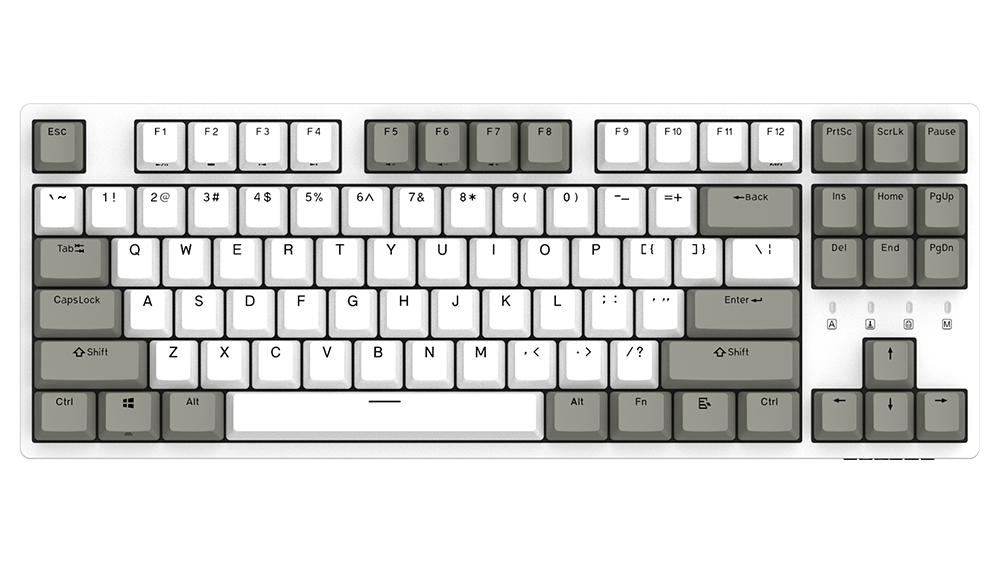 Esc F1 F2 F3 F4 F5 F6 F7 F8 F9 F10 F11 F12 PrtSc ScrLk Pause
`~ 1! 2@ 3# 4$ 5% 6^ 7& 8* 9( 0) -_ =+ ←Back Ins Home PgUp
Tab Q W E R T Y U I O P [{ ]} \¦ Del End PgDn
CapsLock A S D F G H J K L ;: '" Enter
A M
Shift Z X C V B N M ,< .> /? Shift ↑
Ctrl Alt Alt Fn Ctrl ← ↓ →